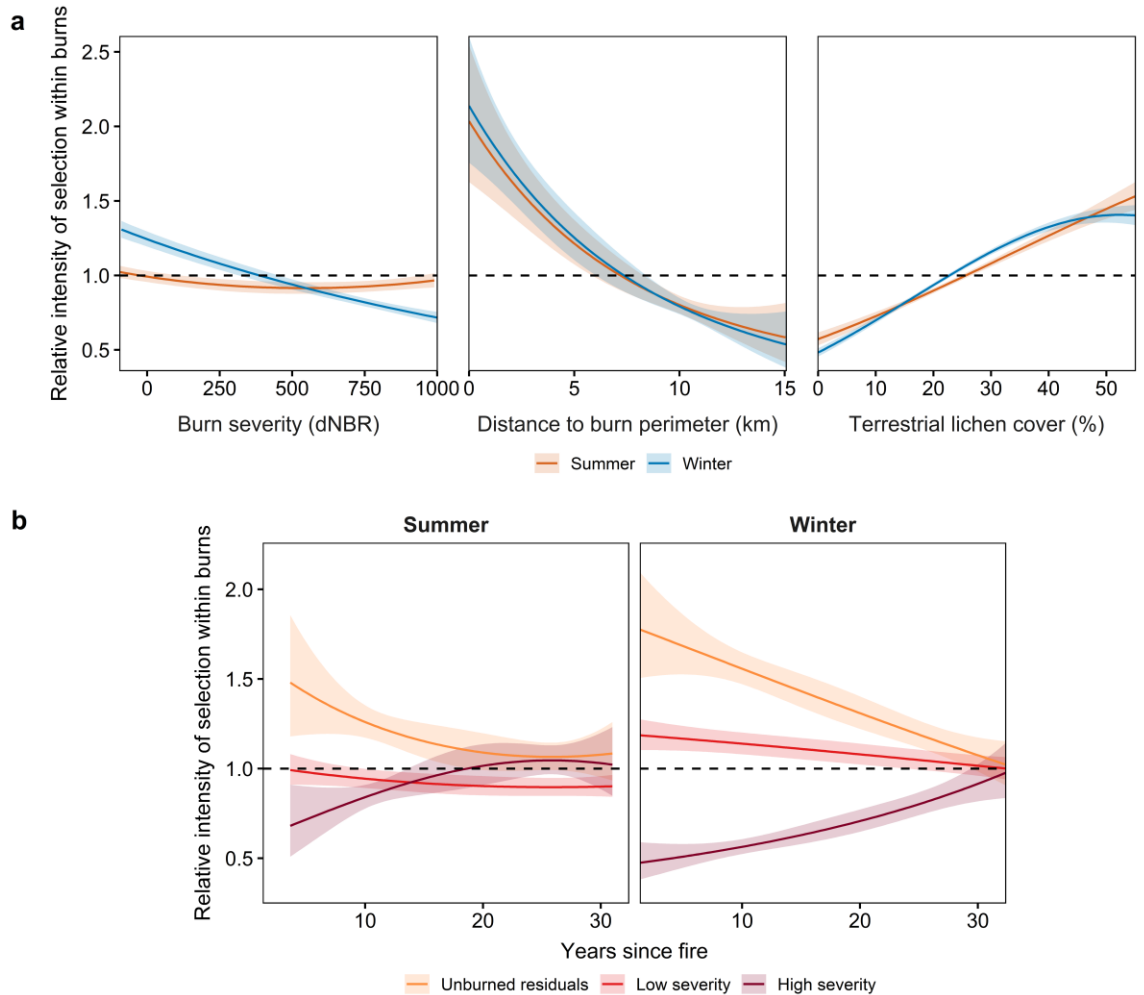 a
Relative intensity of selection within burns
2.5
2.0
1.5
1.0
0.5
0 250 500 750 1000
0 5 10 15
0 10 20 30 40 50
Burn severity (dNBR)
Distance to burn perimeter (km)
Terrestrial lichen cover (%)
Summer Winter
b
Summer
Winter
Relative intensity of selection within burns
2.0
1.5
1.0
0.5
10 20 30
10 20 30
Years since fire
Unburned residuals Low severity High severity